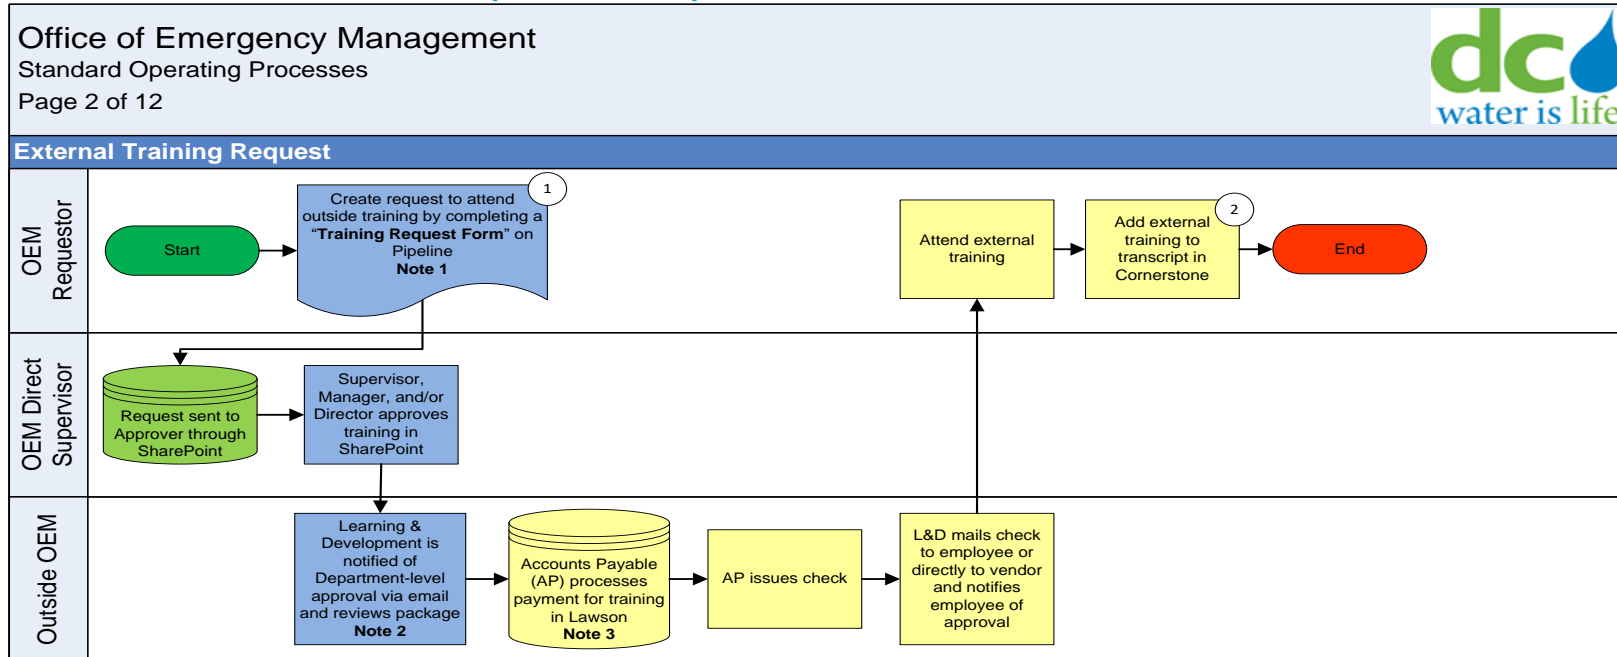 Office of Emergency Management
Standard Operating Processes
Page 2 of 12
dc
water is life
External Training Request
OEM
Requestor
Start
Create request to attend
outside training by completing a
“Training Request Form” on
Pipeline
Note 1
1
Attend external
training
Add external
training to
transcript in
Cornerstone
2
End
OEM Direct
Supervisor
Request sent to
Approver through
SharePoint
Supervisor,
Manager, and/or
Director approves
training in
SharePoint
Outside OEM
Learning &
Development is
notified of
Department-level
approval via email
and reviews package
Note 2
Accounts Payable
(AP) processes
payment for training
in Lawson
Note 3
AP issues check
L&D mails check
to employee or
directly to vendor
and notifies
employee of
approval